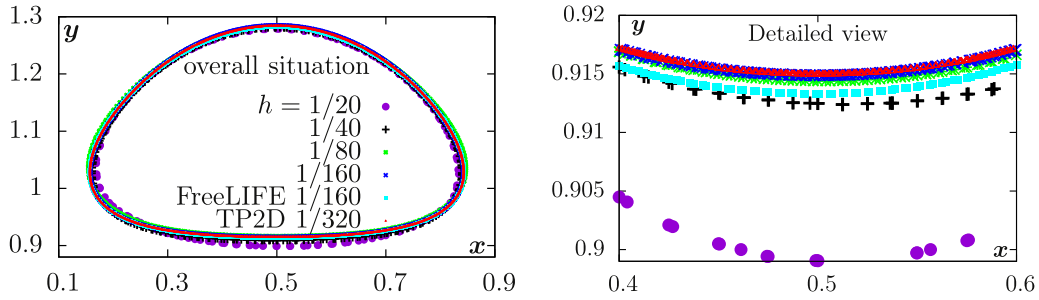 1.3
y
1.2
overall situation
h = 1/20
1/40
1.1
1/80
1/160
1
FreeLIFE 1/160
TP2D 1/320
0.9
x
0.1 0.3 0.5 0.7 0.9
0.92
y
Detailed view
0.915
0.91
0.905
0.9
x
0.4 0.5 0.6